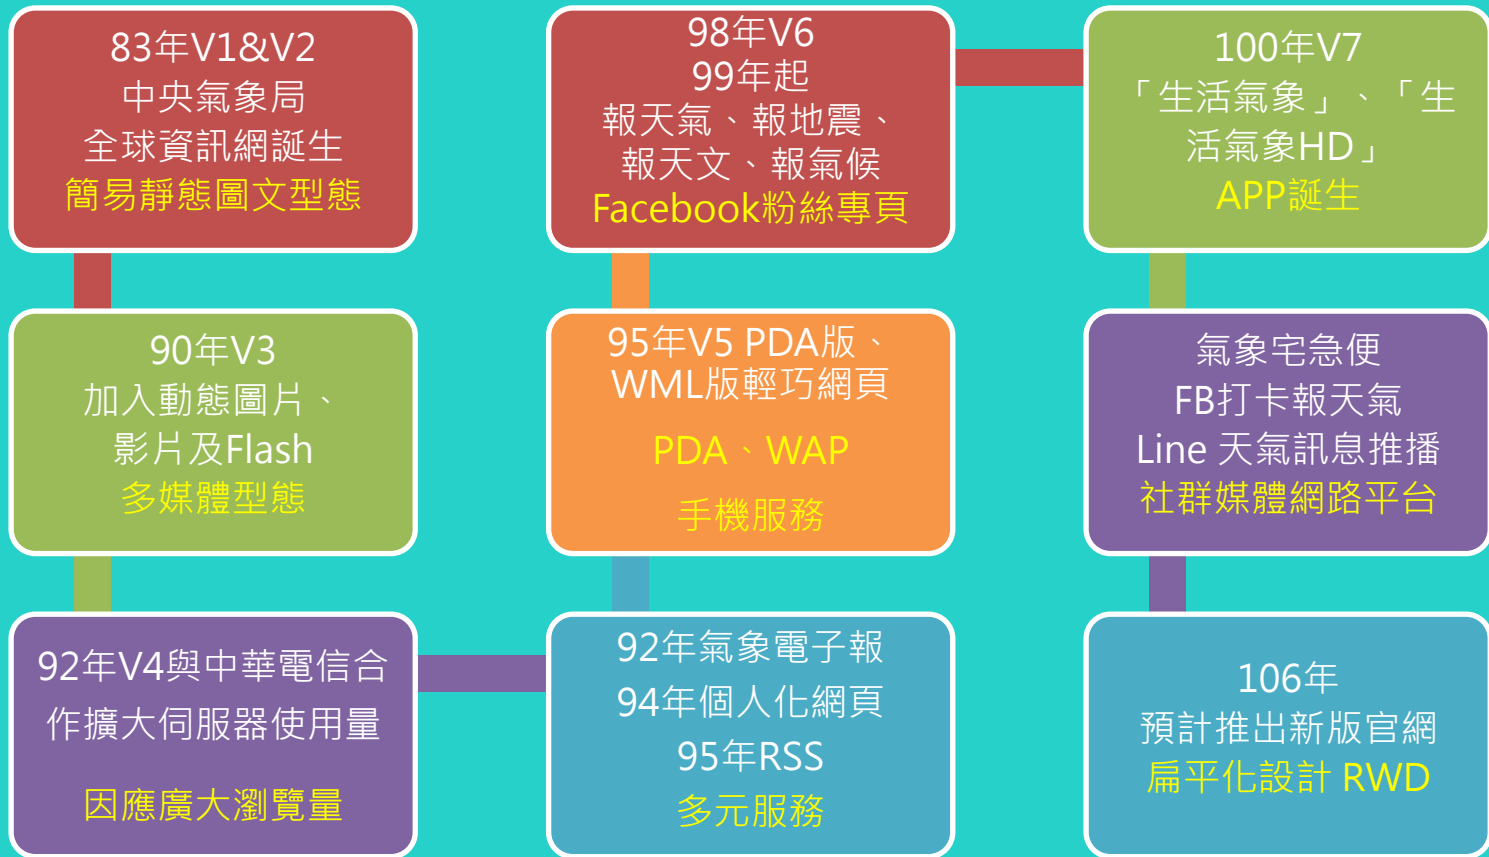 83年V1&V2
中央氣象局
全球資訊網誕生
簡易靜態圖文型態
90年V3
加入動態圖片、
影片及Flash
多媒體型態
92年V4與中華電信合
作擴大伺服器使用量
因應廣大瀏覽量
92年氣象電子報
94年個人化網頁
95年RSS
多元服務
95年V5 PDA版、
WML版輕巧網頁
PDA、WAP
手機服務
98年V6
99年起
報天氣、報地震、
報天文、報氣候
Facebook粉絲專頁
100年V7
「生活氣象」、「生
活氣象HD」
APP誕生
氣象宅急便
FB打卡報天氣
Line 天氣訊息推播
社群媒體網路平台
106年
預計推出新版官網
扁平化設計 RWD